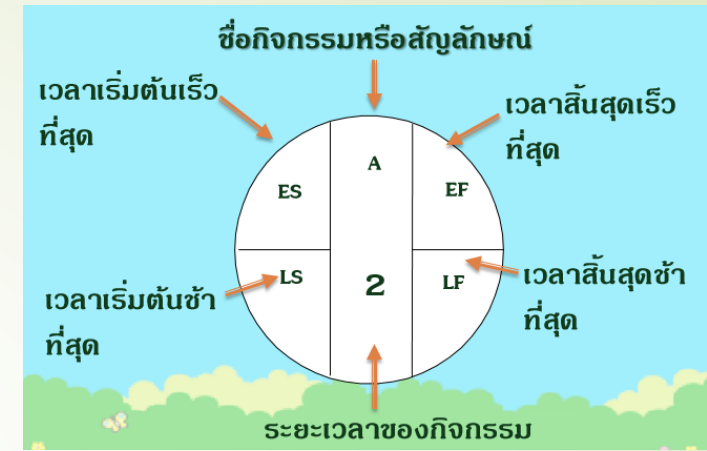 ชื่อกิจกรรมหรือสัญลักษณ์
เวลาเริ่มต้นเร็ว
ที่สุด
เวลาสิ้นสุดเร็ว
ที่สุด
A
ES
EF
LS
2
LF
เวลาเริ่มต้นช้า
ที่สุด
เวลาสิ้นสุดช้า
ที่สุด
ระยะเวลาของกิจกรรม